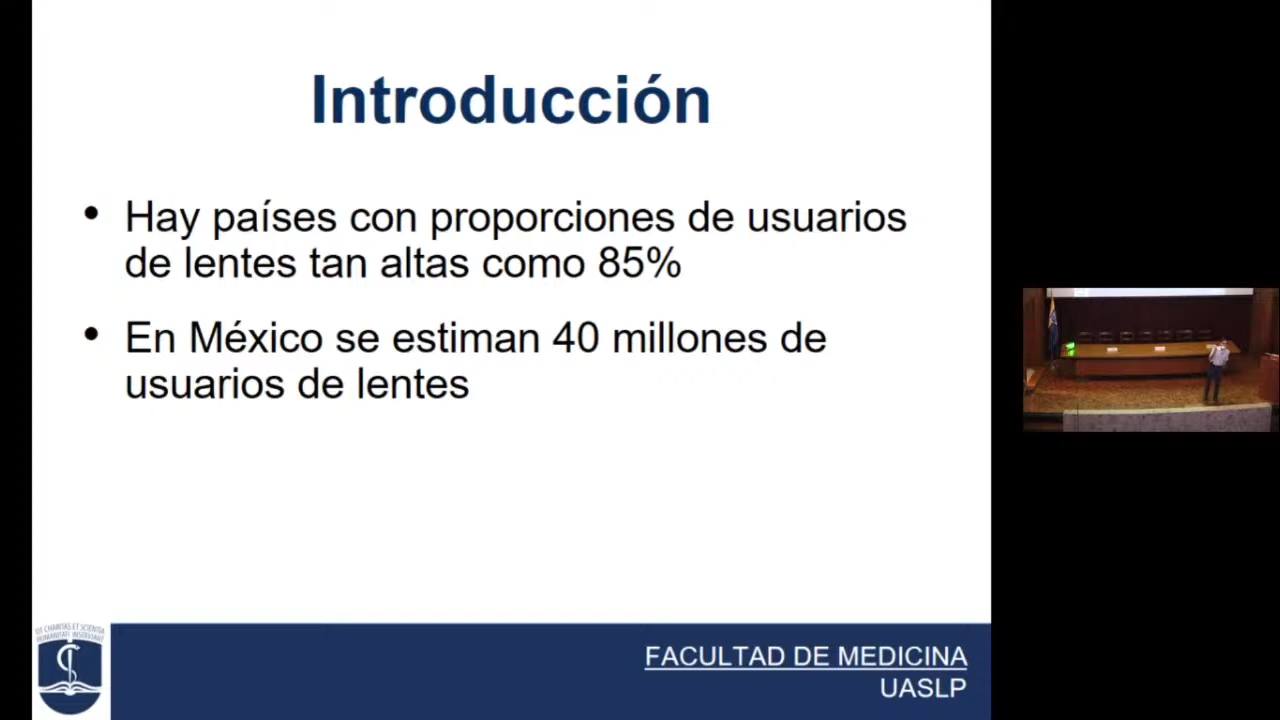 Introducción
• Hay países con proporciones de usuarios
de lentes tan altas como 85%
• En México se estiman 40 millones de
usuarios de lentes
FACULTAD DE MEDICINA
UASLP